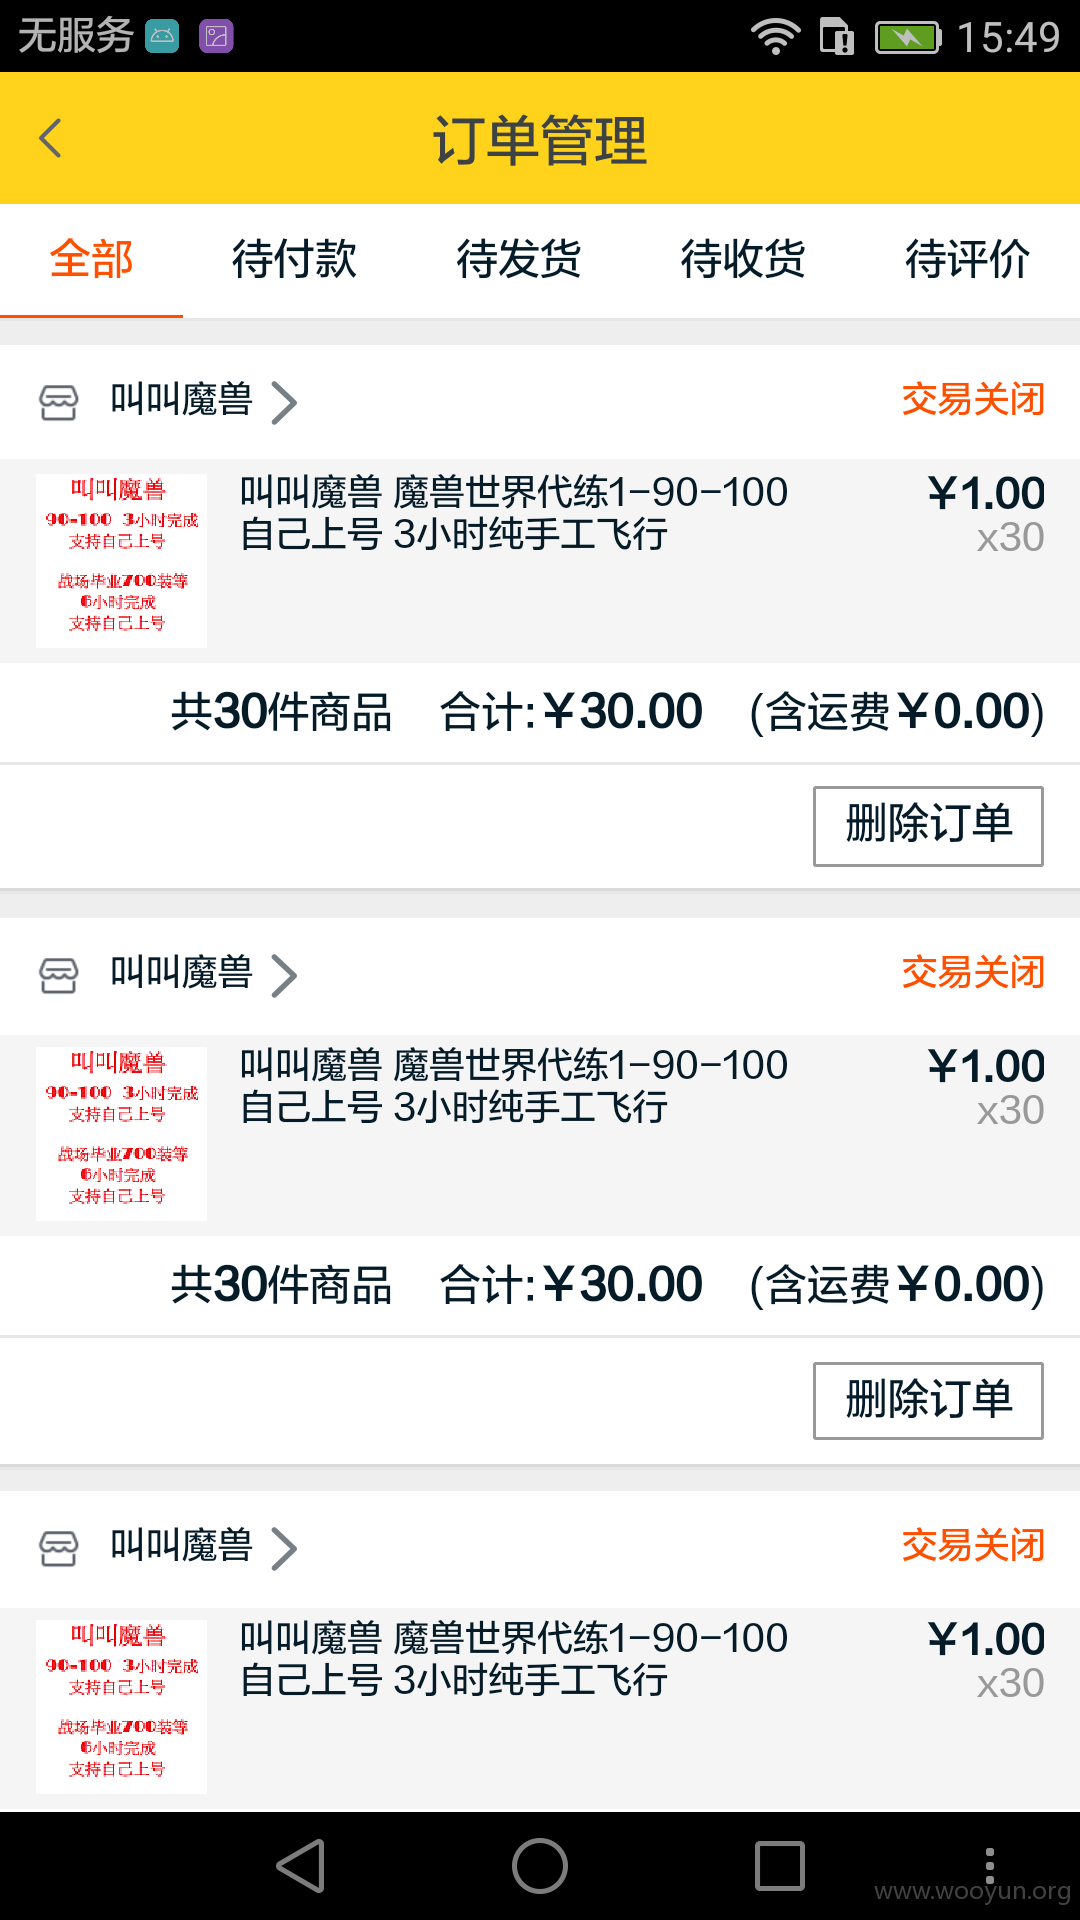 无服务 15:49
订单管理
全部 待付款 待发货 待收货 待评价
叫叫魔兽 交易关闭
叫叫魔兽
90-100 3小时完成
支持自己上号
战场毕业700装等
6小时完成
支持自己上号
叫叫魔兽 魔兽世界代练1-90-100 ¥1.00
自己上号 3小时纯手工飞行 x30
共30件商品 合计:¥30.00 (含运费¥0.00)
删除订单
叫叫魔兽 交易关闭
叫叫魔兽
90-100 3小时完成
支持自己上号
战场毕业700装等
6小时完成
支持自己上号
叫叫魔兽 魔兽世界代练1-90-100 ¥1.00
自己上号 3小时纯手工飞行 x30
共30件商品 合计:¥30.00 (含运费¥0.00)
删除订单
叫叫魔兽 交易关闭
叫叫魔兽
90-100 3小时完成
支持自己上号
战场毕业700装等
6小时完成
支持自己上号
叫叫魔兽 魔兽世界代练1-90-100 ¥1.00
自己上号 3小时纯手工飞行 x30
www.wooyun.org